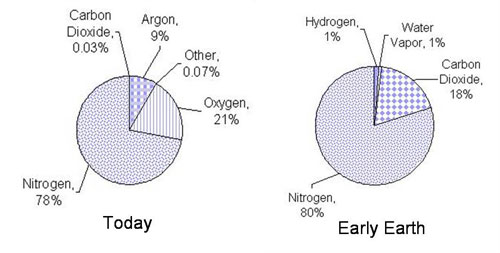 Carbon
Dioxide,
0.03%
Argon,
9%
Other,
0.07%
Oxygen,
21%
Nitrogen,
78%
Today
Hydrogen,
1%
Water
Vapor, 1%
Carbon
Dioxide,
18%
Nitrogen,
80%
Early Earth